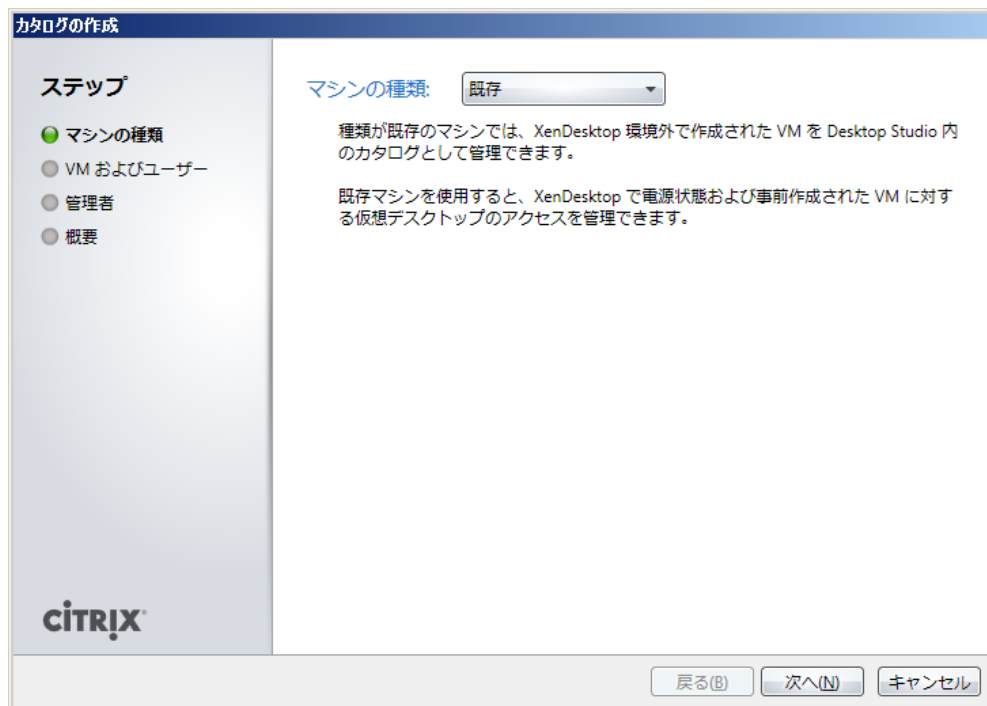 カタログの作成
ステップ
マシンの種類
VM およびユーザー
管理者
概要
マシンの種類: 既存
種類が既存のマシンでは、XenDesktop 環境外で作成された VM を Desktop Studio 内
のカタログとして管理できます。
既存マシンを使用すると、XenDesktop で電源状態および事前作成された VM に対す
る仮想デスクトップのアクセスを管理できます。
CITRIX
戻る(B) 次へ(N) キャンセル